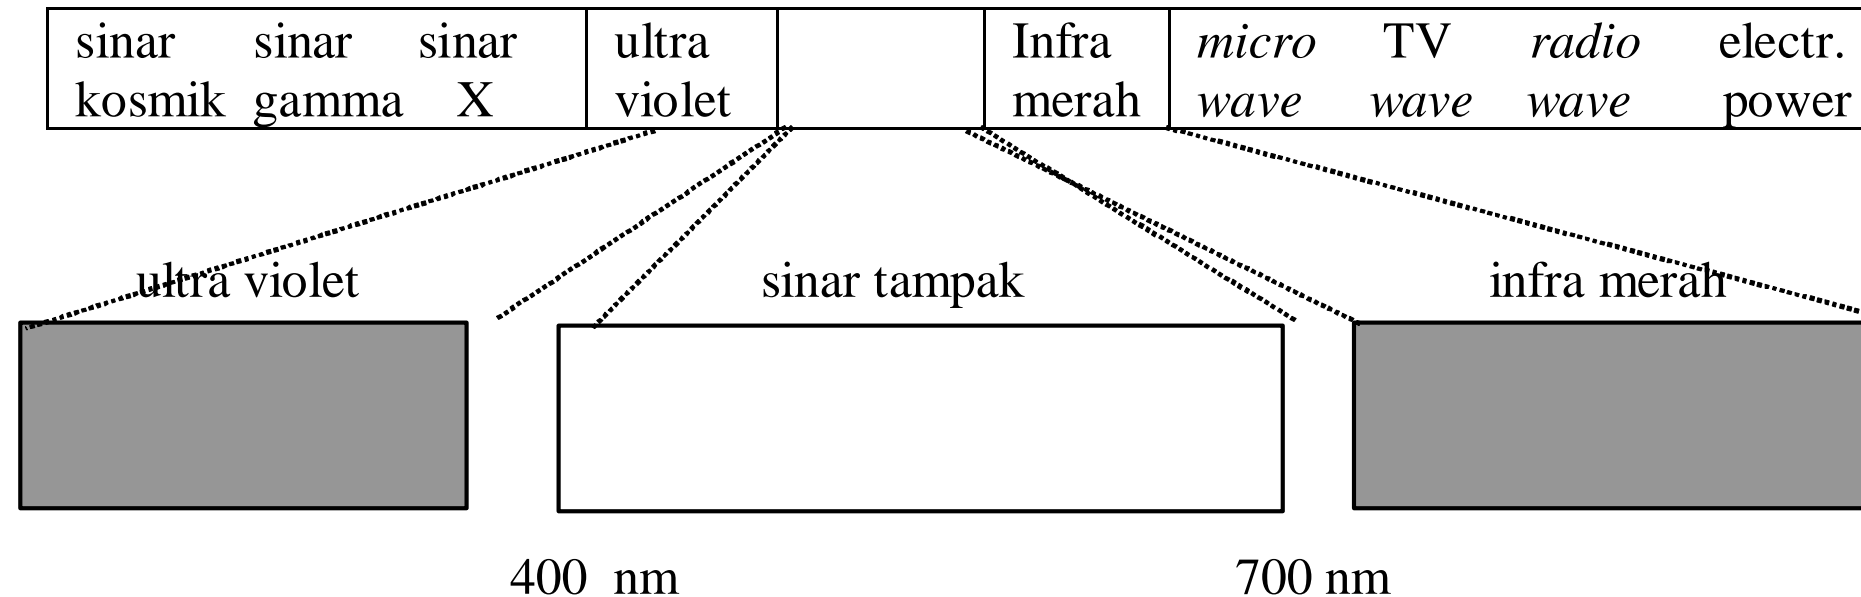 sinar sinar sinar ultra Infra micro TV radio electr.
kosmik gamma X violet merah wave wave wave power
ultra violet sinar tampak infra merah
400 nm 700 nm